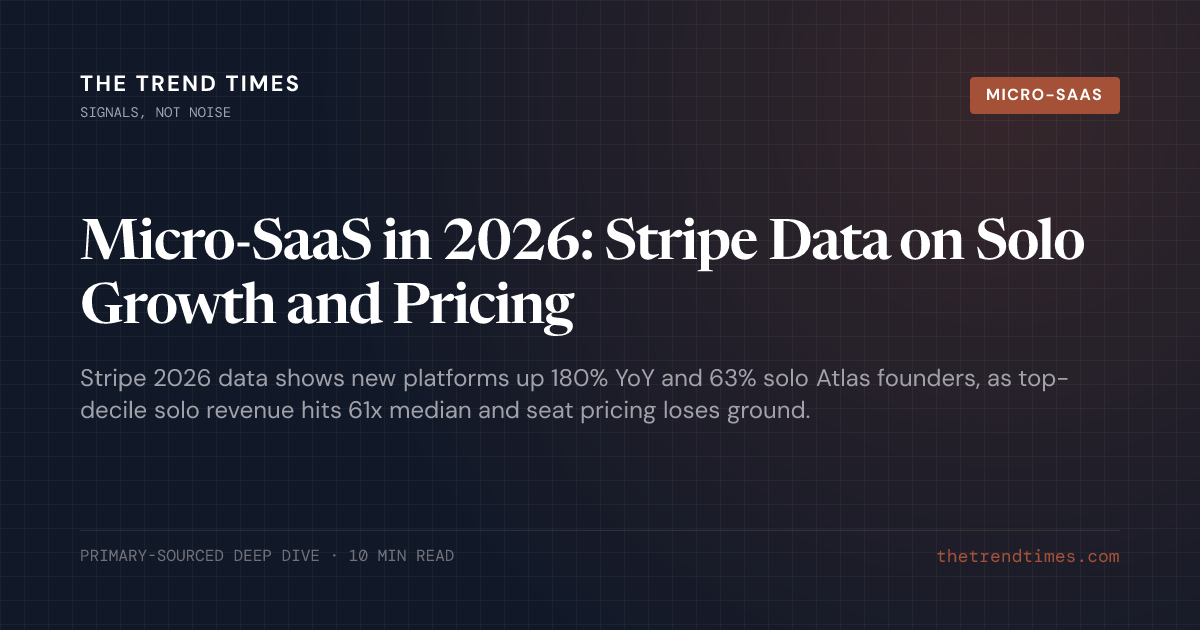 THE TREND TIMES
SIGNALS, NOT NOISE
MICRO-SAAS
Micro-SaaS in 2026: Stripe Data on Solo
Growth and Pricing
Stripe 2026 data shows new platforms up 180% YoY and 63% solo Atlas founders, as top-
decile solo revenue hits 61x median and seat pricing loses ground.
PRIMARY-SOURCED DEEP DIVE · 10 MIN READ
thetrendtimes.com